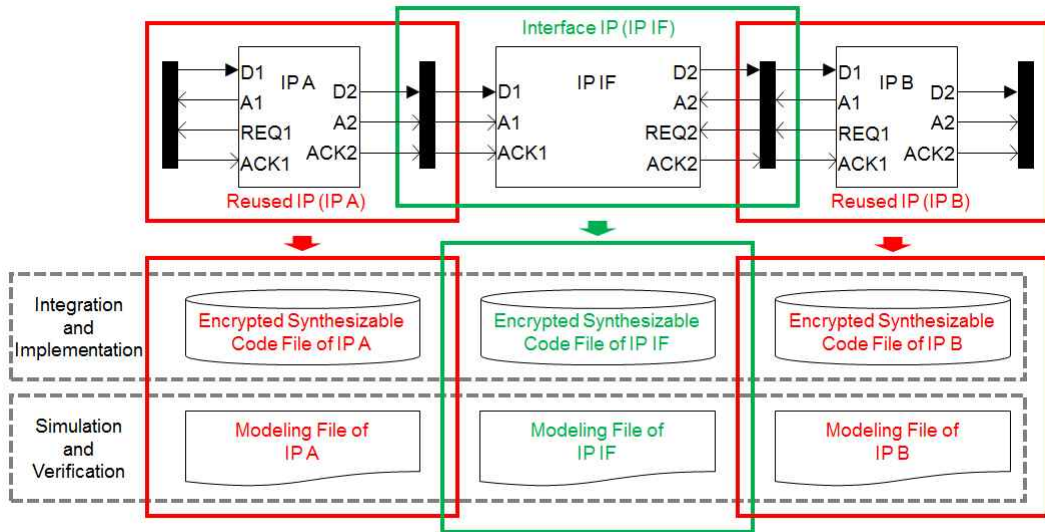 Interface IP (IP IF)
IP A
D1
A1
REQ1
ACK1
D2
A2
ACK2
Reused IP (IP A)
IP IF
D1
A1
ACK1
D2
A2
REQ2
ACK2
IP B
D1
A1
REQ1
ACK1
D2
A2
ACK2
Reused IP (IP B)
Integration
and
Implementation
Encrypted Synthesizable
Code File of IP A
Encrypted Synthesizable
Code File of IP IF
Encrypted Synthesizable
Code File of IP B
Simulation
and
Verification
Modeling File of
IP A
Modeling File of
IP IF
Modeling File of
IP B